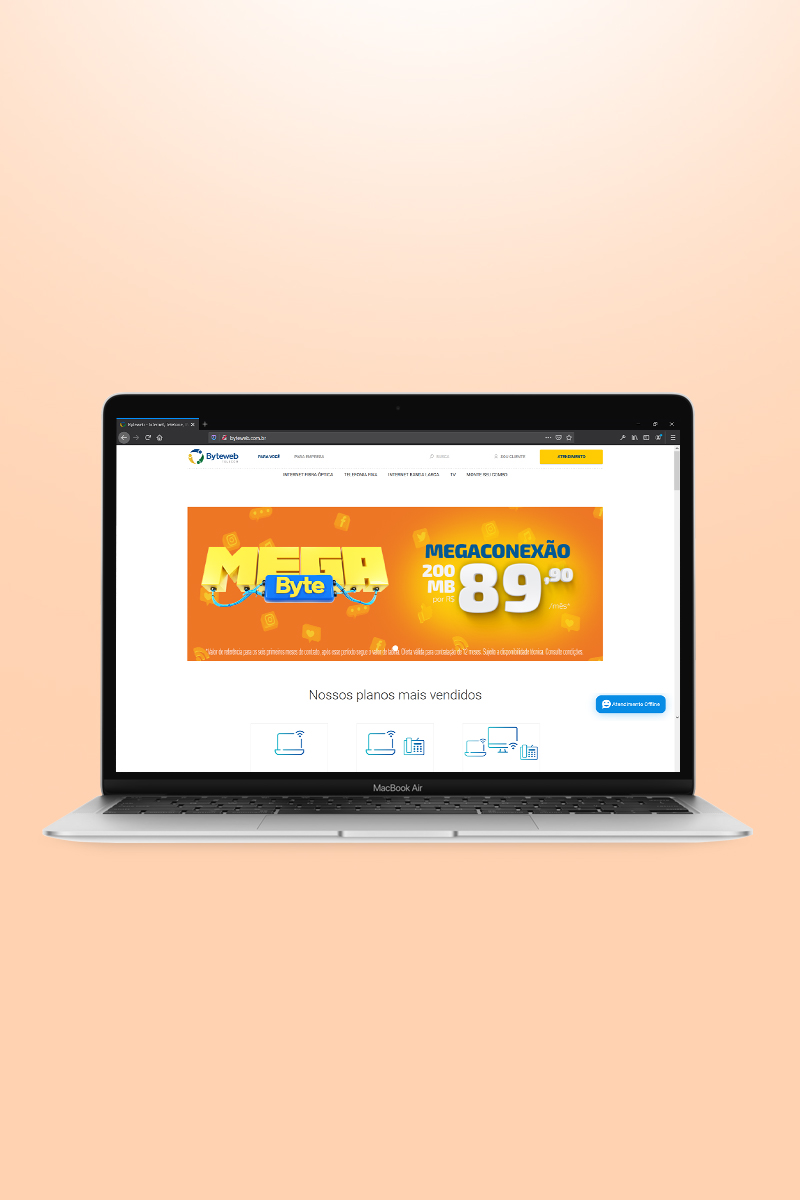 Byteweb - Internet, telefonia,
byteweb.com.br
Byteweb
PARA VOCÊ PARA EMPRESA BUSCA SOU CLIENTE ATENDIMENTO
INTERNET FIBRA ÓPTICA TELEFONIA FIXA INTERNET BANDA LARGA TV MONTE SEU COMBO
MEGA
Byte
MEGACONEXÃO
200
MB
por R$
89,90
/mês*
*Valor de referência para os seis primeiros meses de contrato, após esse período segue o valor de tabela. Oferta válida para contratação de 12 meses. Sujeito a disponibilidade técnica. Consulte condições.
Nossos planos mais vendidos
Atendimento Offline
MacBook Air